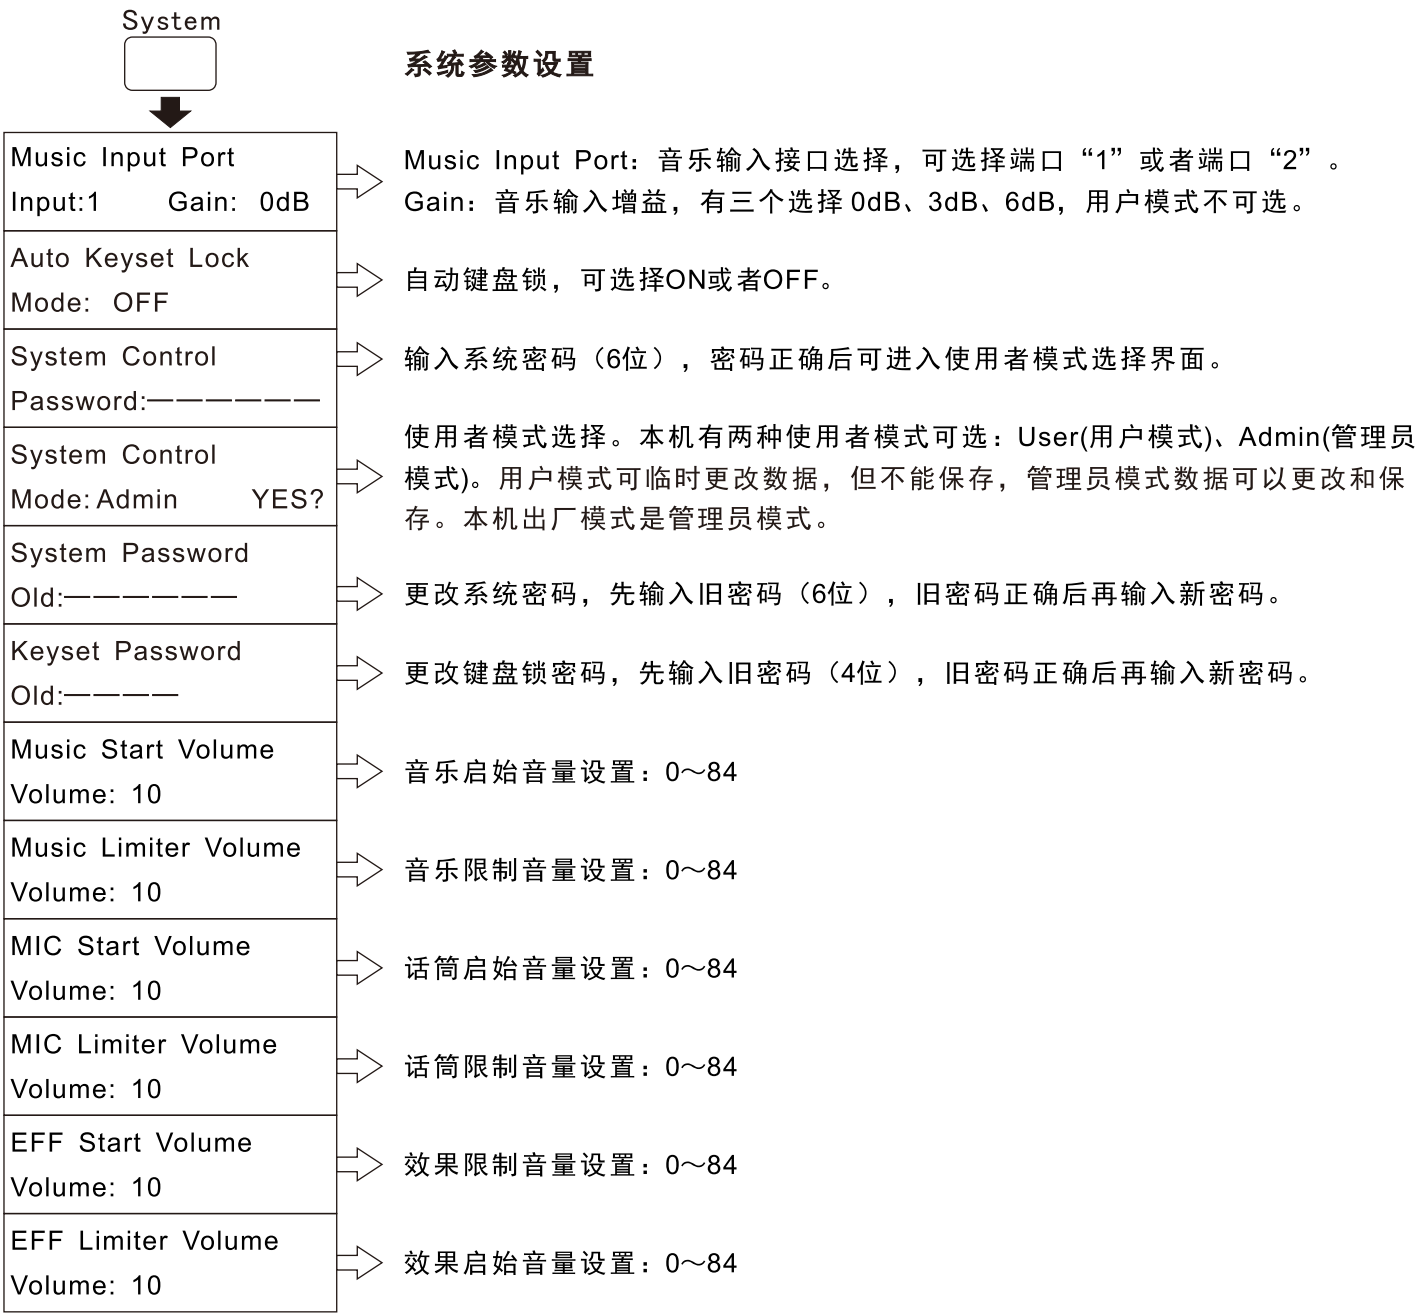 System
系统参数设置
Music Input Port
Input:1 Gain: 0dB
Music Input Port：音乐输入接口选择，可选择端口“1”或者端口“2”。
Gain：音乐输入增益，有三个选择 0dB、3dB、6dB，用户模式不可选。
Auto Keyset Lock
Mode: OFF
自动键盘锁，可选择ON或者OFF。
System Control
Password:——————
输入系统密码（6位），密码正确后可进入使用者模式选择界面。
System Control
Mode: Admin YES?
使用者模式选择。本机有两种使用者模式可选：User(用户模式)、Admin(管理员
模式)。用户模式可临时更改数据，但不能保存，管理员模式数据可以更改和保
存。本机出厂模式是管理员模式。
System Password
Old:——————
更改系统密码，先输入旧密码（6位），旧密码正确后再输入新密码。
Keyset Password
Old:————
更改键盘锁密码，先输入旧密码（4位），旧密码正确后再输入新密码。
Music Start Volume
Volume: 10
音乐启始音量设置：0～84
Music Limiter Volume
Volume: 10
音乐限制音量设置：0～84
MIC Start Volume
Volume: 10
话筒启始音量设置：0～84
MIC Limiter Volume
Volume: 10
话筒限制音量设置：0～84
EFF Start Volume
Volume: 10
效果限制音量设置：0～84
EFF Limiter Volume
Volume: 10
效果启始音量设置：0～84